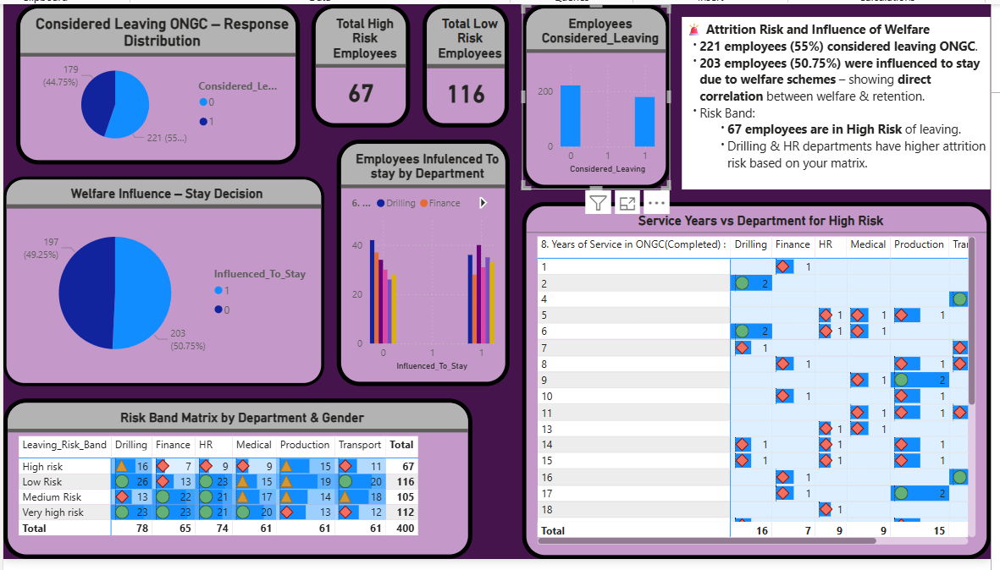 Considered Leaving ONGC – Response
Distribution
179
(44.75%)
221 (55...)
Considered_Le...
0
1
Total High
Risk
Employees
67
Total Low
Risk
Employees
116
Employees
Considered_Leaving
200
0
0 1 1
Considered_Leaving
🚨 Attrition Risk and Influence of Welfare
• 221 employees (55%) considered leaving ONGC.
• 203 employees (50.75%) were influenced to stay
due to welfare schemes – showing direct
correlation between welfare & retention.
• Risk Band:
• 67 employees are in High Risk of leaving.
• Drilling & HR departments have higher attrition
risk based on your matrix.
Welfare Influence – Stay Decision
197
(49.25%)
203
(50.75%)
Influenced_To_Stay
1
0
Employees Infulenced To
stay by Department
6. ... Drilling Finance
40
20
0
0 1 1
Influenced_To_Stay
Service Years vs Department for High Risk
8. Years of Service in ONGC(Completed) : Drilling Finance HR Medical Production Trar
1 1
2 2
4
5 1 1 1
6 2 1 1
7 1
8 1 1
9 1 2
10 1 1
11 1 1
13 1 1
14 1 1 1
15 1 1 1
16 1
17 1 2
18 1
Total 16 7 9 9 15
Risk Band Matrix by Department & Gender
Leaving_Risk_Band Drilling Finance HR Medical Production Transport Total
High risk 16 7 9 9 15 11 67
Low Risk 26 13 23 15 19 20 116
Medium Risk 13 22 21 17 14 18 105
Very high risk 23 23 21 20 13 12 112
Total 78 65 74 61 61 61 400